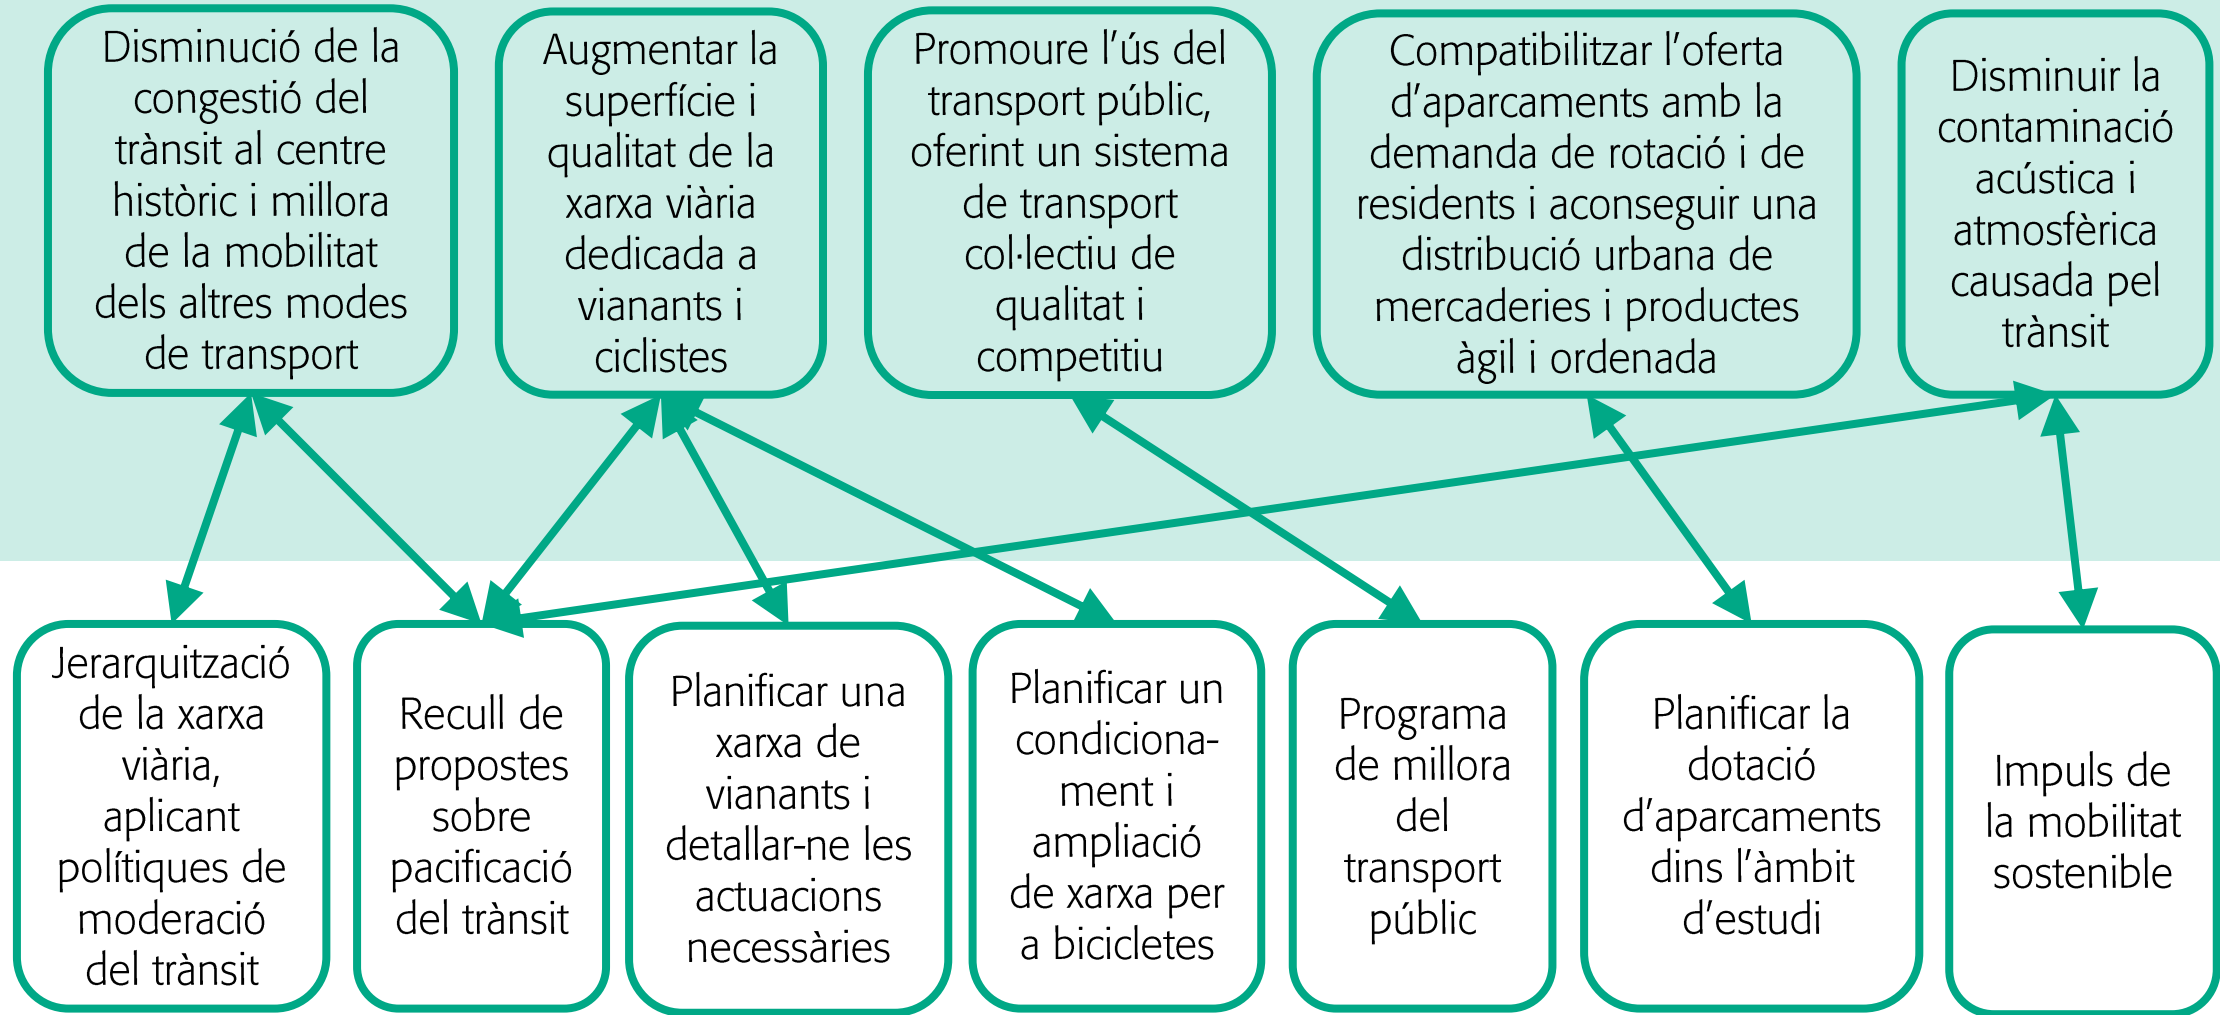 Disminució de la
congestió del
trànsit al centre
històric i millora
de la mobilitat
dels altres modes
de transport
Augmentar la
superfície i
qualitat de la
xarxa viària
dedicada a
vianants i
ciclistes
Promoure l’ús del
transport públic,
oferint un sistema
de transport
col·lectiu de
qualitat i
competitiu
Compatibilitzar l’oferta
d’aparcaments amb la
demanda de rotació i de
residents i aconseguir una
distribució urbana de
mercaderies i productes
àgil i ordenada
Disminuir la
contaminació
acústica i
atmosfèrica
causada pel
trànsit
Jerarquització
de la xarxa
viària,
aplicant
polítiques de
moderació
del trànsit
Recull de
propostes
sobre
pacificació
del trànsit
Planificar una
xarxa de
vianants i
detallar-ne les
actuacions
necessàries
Planificar un
condiciona-
ment i
ampliació
de xarxa per
a bicicletes
Programa
de millora
del
transport
públic
Planificar la
dotació
d’aparcaments
dins l’àmbit
d’estudi
Impuls de
la mobilitat
sostenible